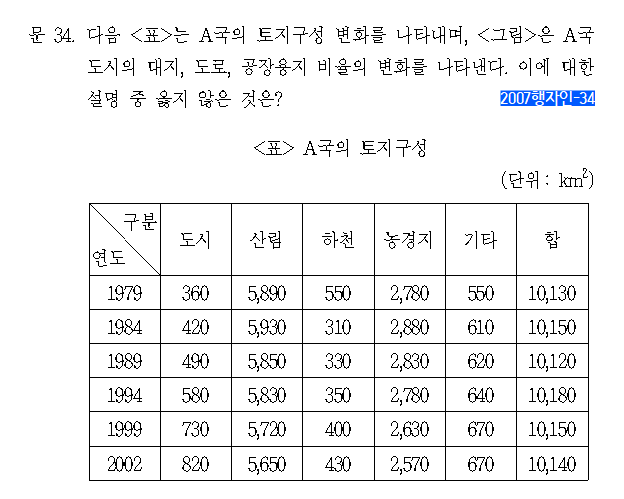 문 34. 다음 <표>는 A국의 토지구성 변화를 나타내며, <그림>은 A국
도시의 대지, 도로, 공장용지 비율의 변화를 나타낸다. 이에 대한
설명 중 옳지 않은 것은?
2007행자인-34
<표> A국의 토지구성
(단위: km²)
구분 연도 도시 산림 하천 농경지 기타 합
1979 360 5,890 550 2,780 550 10,130
1984 420 5,930 310 2,880 610 10,150
1989 490 5,850 330 2,830 620 10,120
1994 580 5,830 350 2,780 640 10,180
1999 730 5,720 400 2,630 670 10,150
2002 820 5,650 430 2,570 670 10,140